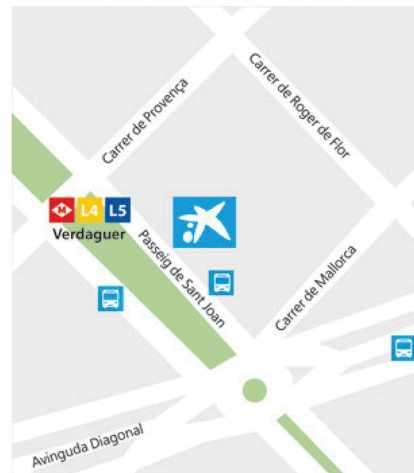 Carrer de Provença
Carrer de Roger de Flor
M L4 L5
Verdaguer
Passeig de Sant Joan
Carrer de Mallorca
Avinguda Diagonal